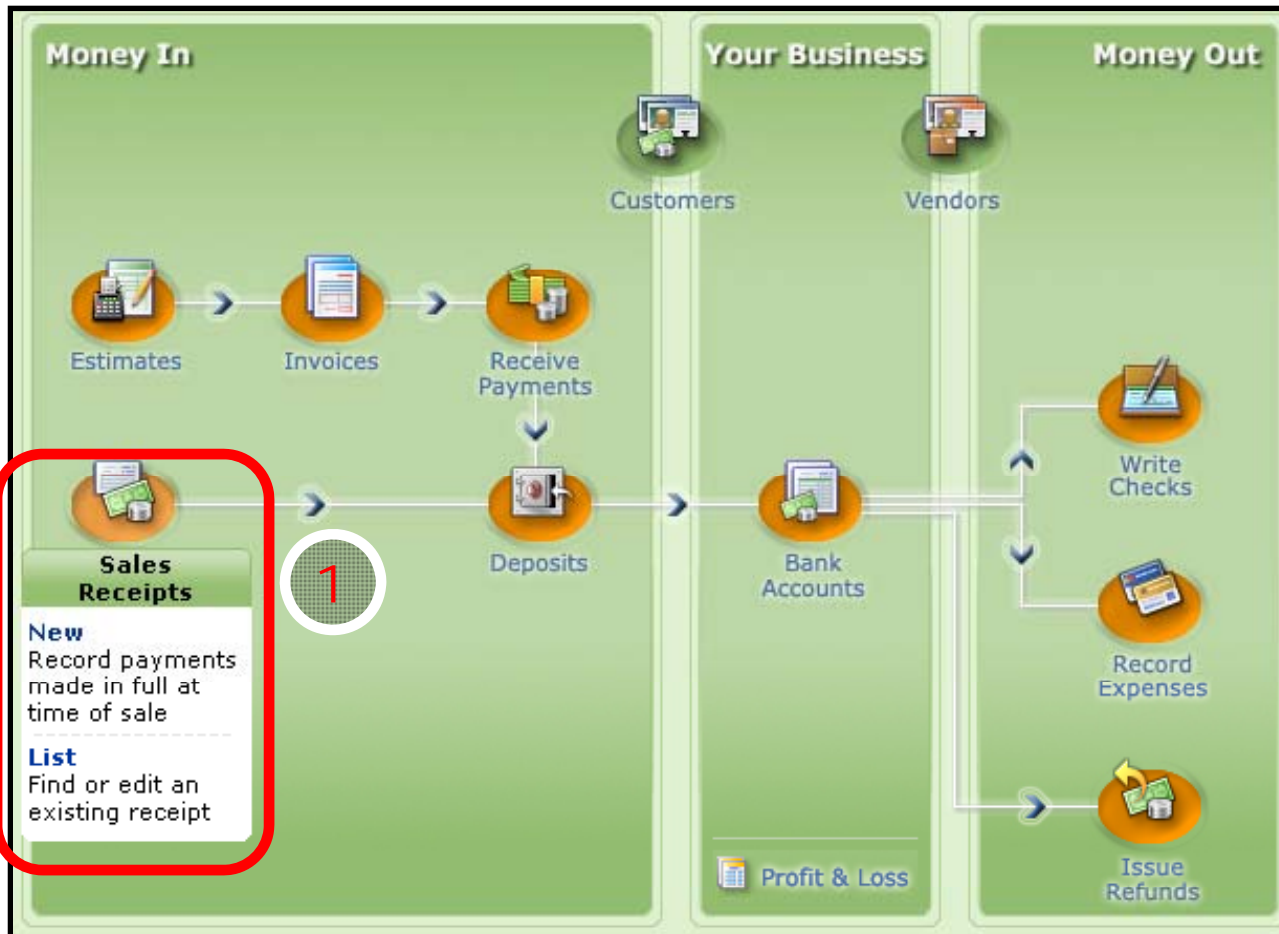 Money In
Your Business
Money Out
Customers
Vendors
Estimates
Invoices
Receive
Payments
Write
Checks
Sales
Receipts
1
Deposits
Bank
Accounts
New
Record payments
made in full at
time of sale
List
Find or edit an
existing receipt
Record
Expenses
Profit & Loss
Issue
Refunds